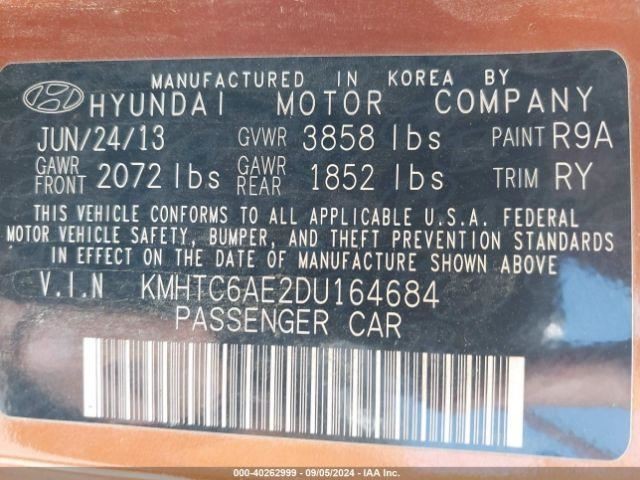 MANUFACTURED IN KOREA BY
HYUNDAI MOTOR COMPANY
JUN/24/13 GVWR 3858 lbs PAINT R9A
GAWR FRONT 2072 lbs GAWR REAR 1852 lbs TRIM RY
THIS VEHICLE CONFORMS TO ALL APPLICABLE U.S.A. FEDERAL
MOTOR VEHICLE SAFETY, BUMPER, AND THEFT PREVENTION STANDARDS
IN EFFECT ON THE DATE OF MANUFACTURE SHOWN ABOVE
V.I.N KMHTC6AE2DU164684
PASSENGER CAR
000-40262999 - 09/05/2024 - IAA Inc.